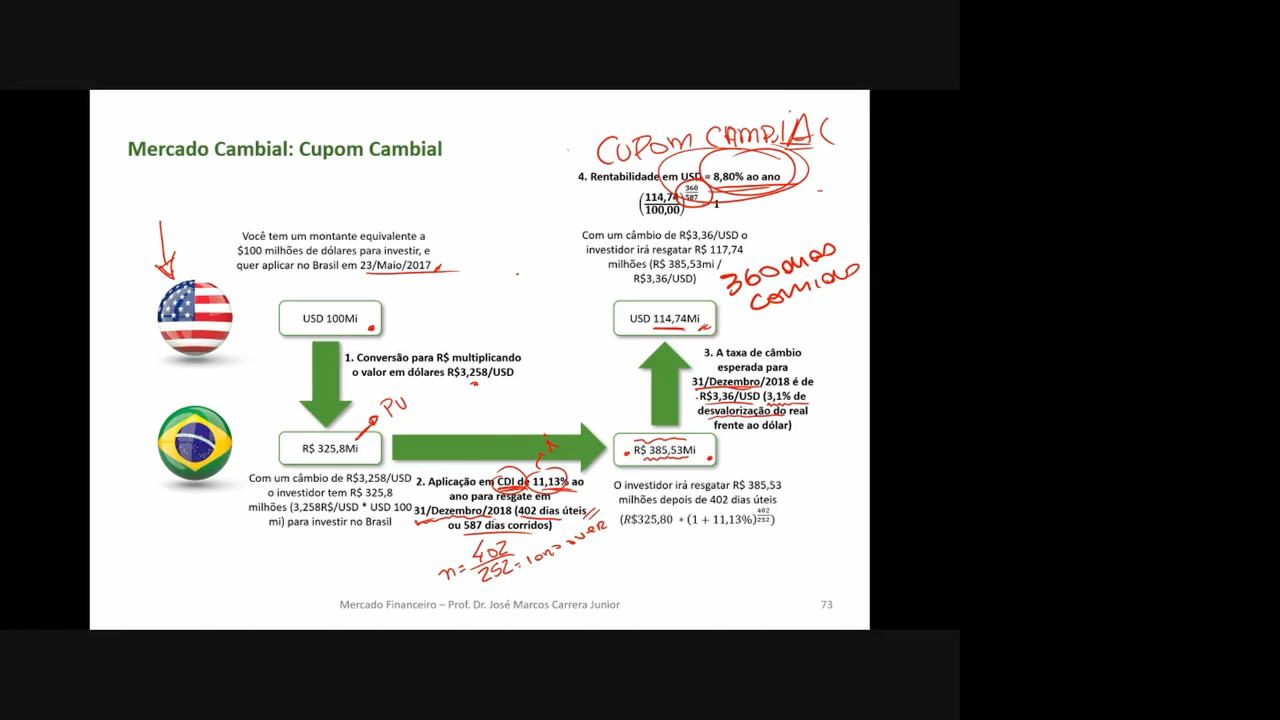 Mercado Cambial: Cupom Cambial
CUPOM CAMBIAL
4. Rentabilidade em USD = 8,80% ao ano
(114,74/100,00)^(360/587) 1
Você tem um montante equivalente a
$100 milhões de dólares para investir, e
quer aplicar no Brasil em 23/Maio/2017
Com um câmbio de R$3,36/USD o
investidor irá resgatar R$ 117,74
milhões (R$ 385,53mi /
R$3,36/USD)
360 dias
corridos
USD 100Mi
USD 114,74Mi
1. Conversão para R$ multiplicando
o valor em dólares R$3,258/USD
3. A taxa de câmbio
esperada para
31/Dezembro/2018 é de
R$3,36/USD (3,1% de
desvalorização do real
frente ao dólar)
PV
i
R$ 325,8Mi
R$ 385,53Mi
Com um câmbio de R$3,258/USD
o investidor tem R$ 325,8
milhões (3,258R$/USD * USD 100
mi) para investir no Brasil
2. Aplicação em CDI de 11,13% ao
ano para resgate em
31/Dezembro/2018 (402 dias úteis
ou 587 dias corridos)
O investidor irá resgatar R$ 385,53
milhões depois de 402 dias úteis
(R$325,80 * (1 + 11,13%)^(402/252))
n= 402/252 = over
Mercado Financeiro – Prof. Dr. José Marcos Carrera Junior
73